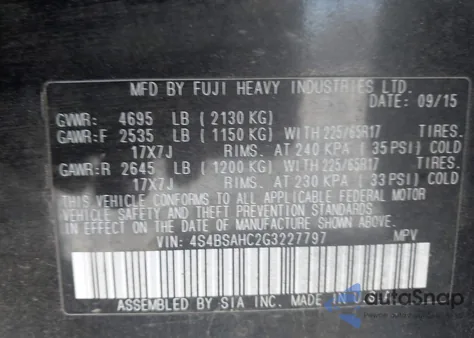 MFD BY FUJI HEAVY INDUSTRIES LTD.
DATE: 09/15
GVWR: 4695 LB (2130 KG)
GAWR:F 2535 LB (1150 KG) WITH 225/65R17 TIRES.
17X7J RIMS. AT 240 KPA (35 PSI) COLD
GAWR:R 2645 LB (1200 KG) WITH 225/65R17 TIRES.
17X7J RIMS. AT 230 KPA (33 PSI) COLD
THIS VEHICLE CONFORMS TO ALL APPLICABLE FEDERAL MOTOR
VEHICLE SAFETY AND THEFT PREVENTION STANDARDS
IN EFFECT ON THE DATE OF MANUFACTURE SHOWN ABOVE.
VIN: 4S4BSAHC2G3227797 MPV
ASSEMBLED BY SIA INC. MADE IN U.S.A.
autoSnap